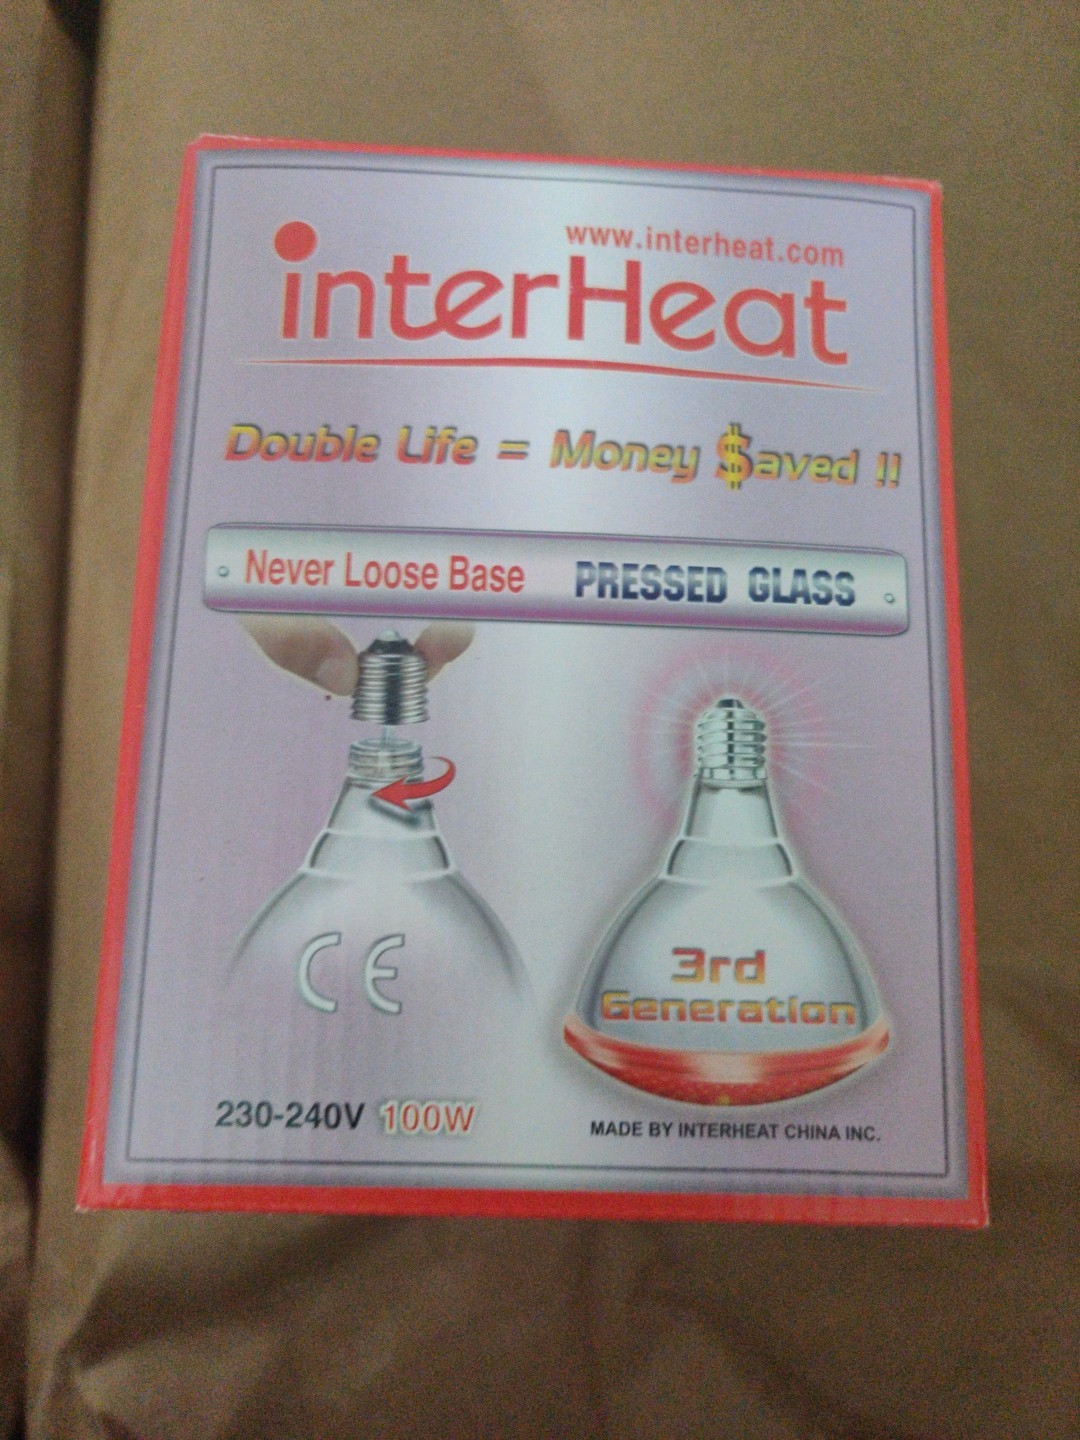 www.interheat.com
interHeat
Double Life = Money $aved !!
Never Loose Base PRESSED GLASS
CE
3rd
Generation
230-240V 100W
MADE BY INTERHEAT CHINA INC.